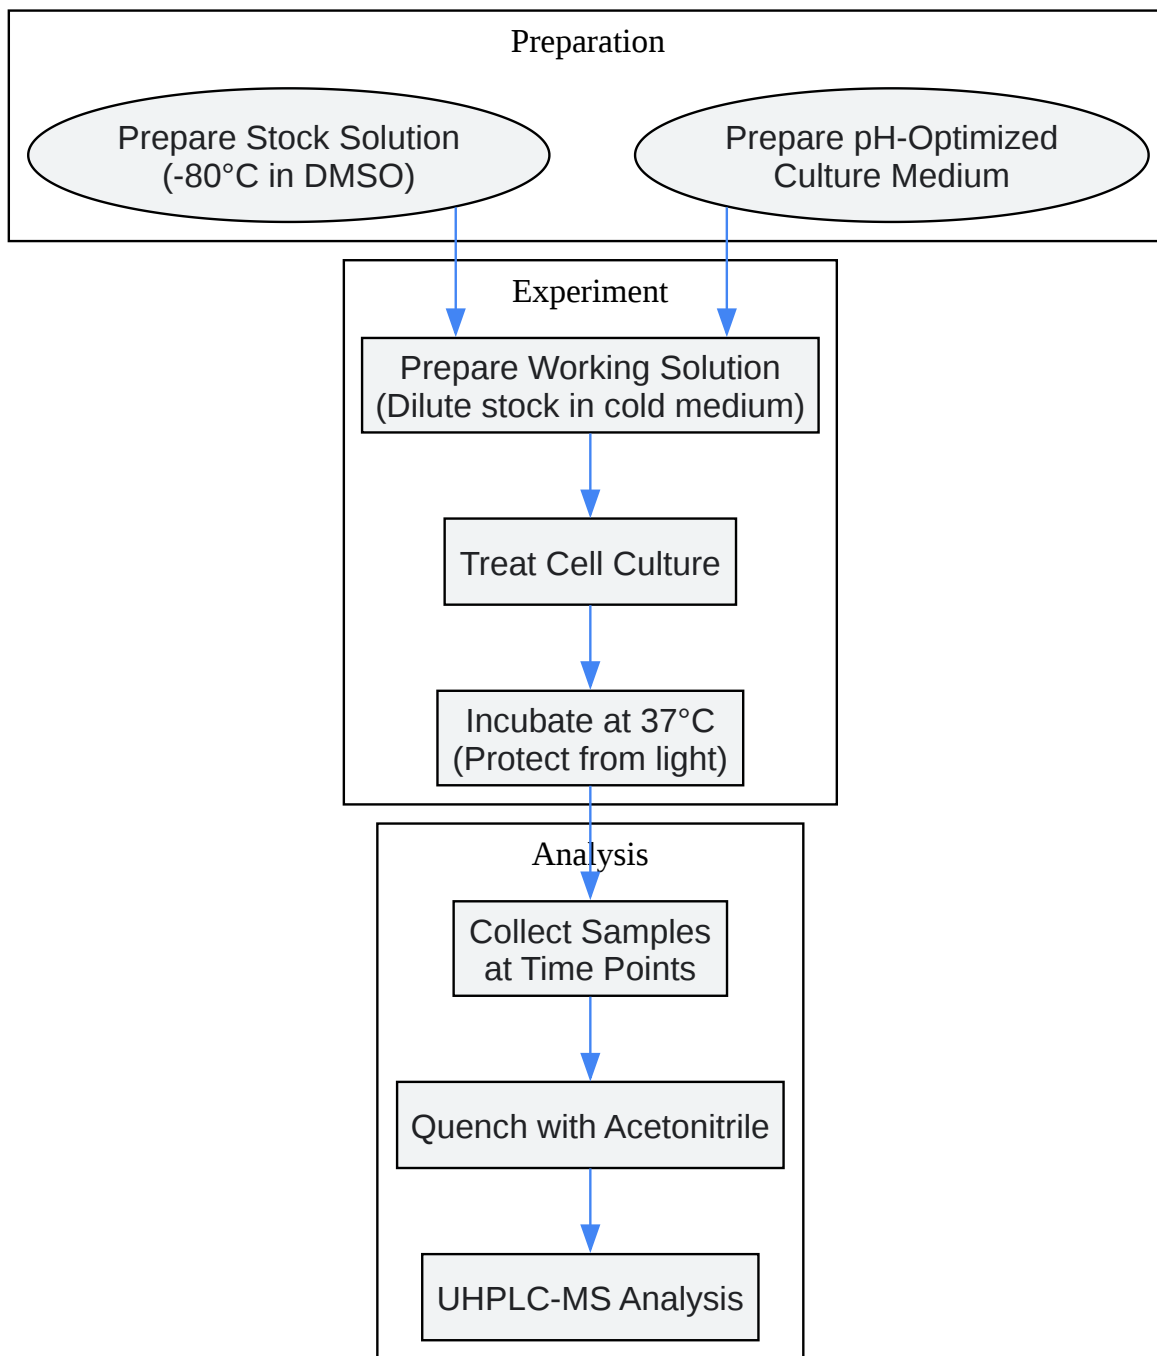 Preparation
Prepare Stock Solution
(-80°C in DMSO)
Prepare pH-Optimized
Culture Medium
Experiment
Prepare Working Solution
(Dilute stock in cold medium)
Treat Cell Culture
Incubate at 37°C
(Protect from light)
Analysis
Collect Samples
at Time Points
Quench with Acetonitrile
UHPLC-MS Analysis